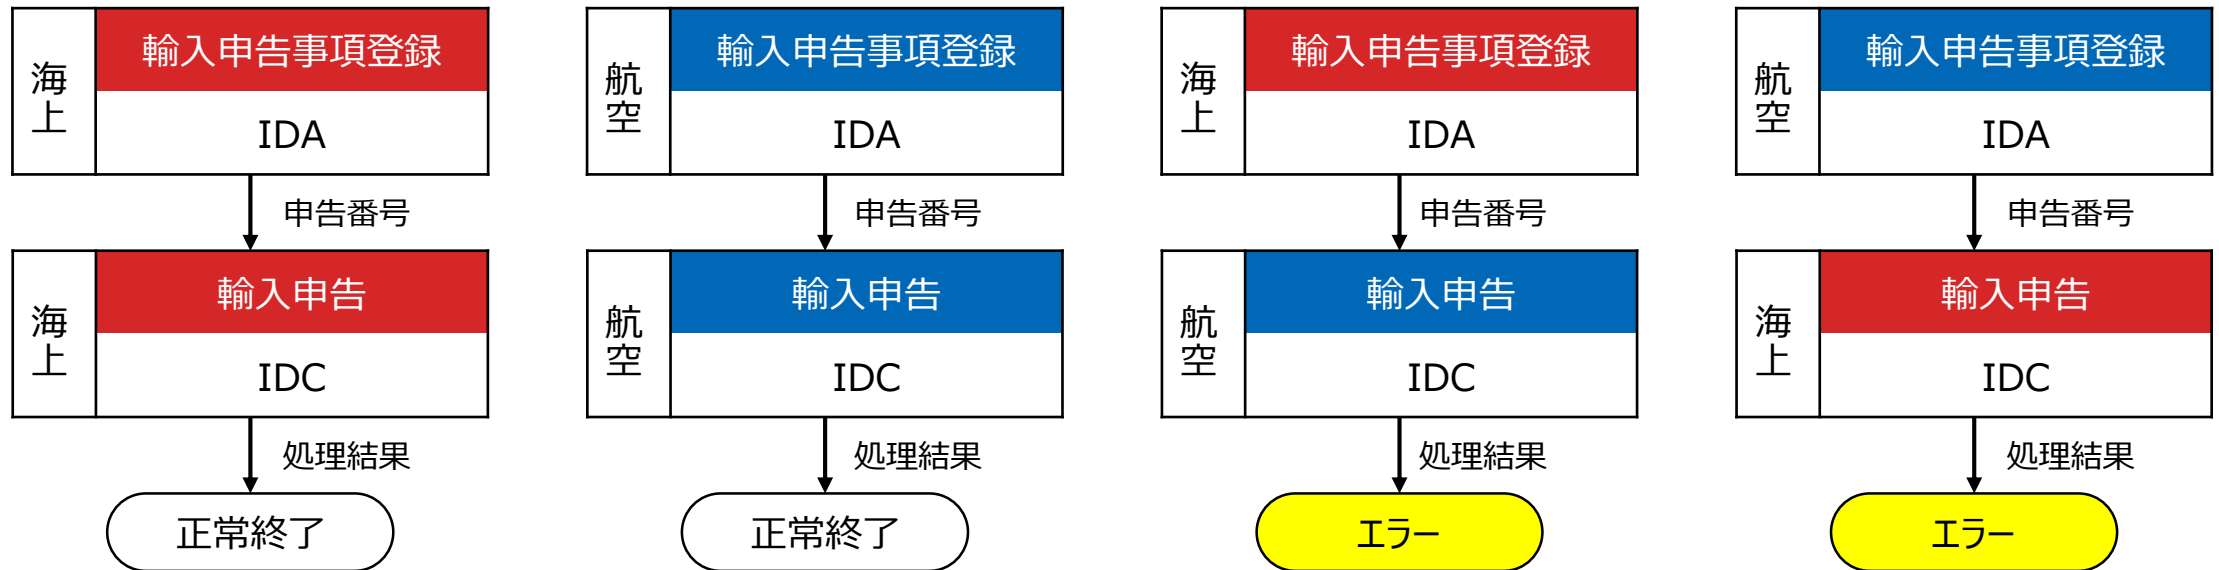 海上
輸入申告事項登録
IDA
申告番号
海上
輸入申告
IDC
処理結果
正常終了
航空
輸入申告事項登録
IDA
申告番号
航空
輸入申告
IDC
処理結果
正常終了
海上
輸入申告事項登録
IDA
申告番号
航空
輸入申告
IDC
処理結果
エラー
航空
輸入申告事項登録
IDA
申告番号
海上
輸入申告
IDC
処理結果
エラー